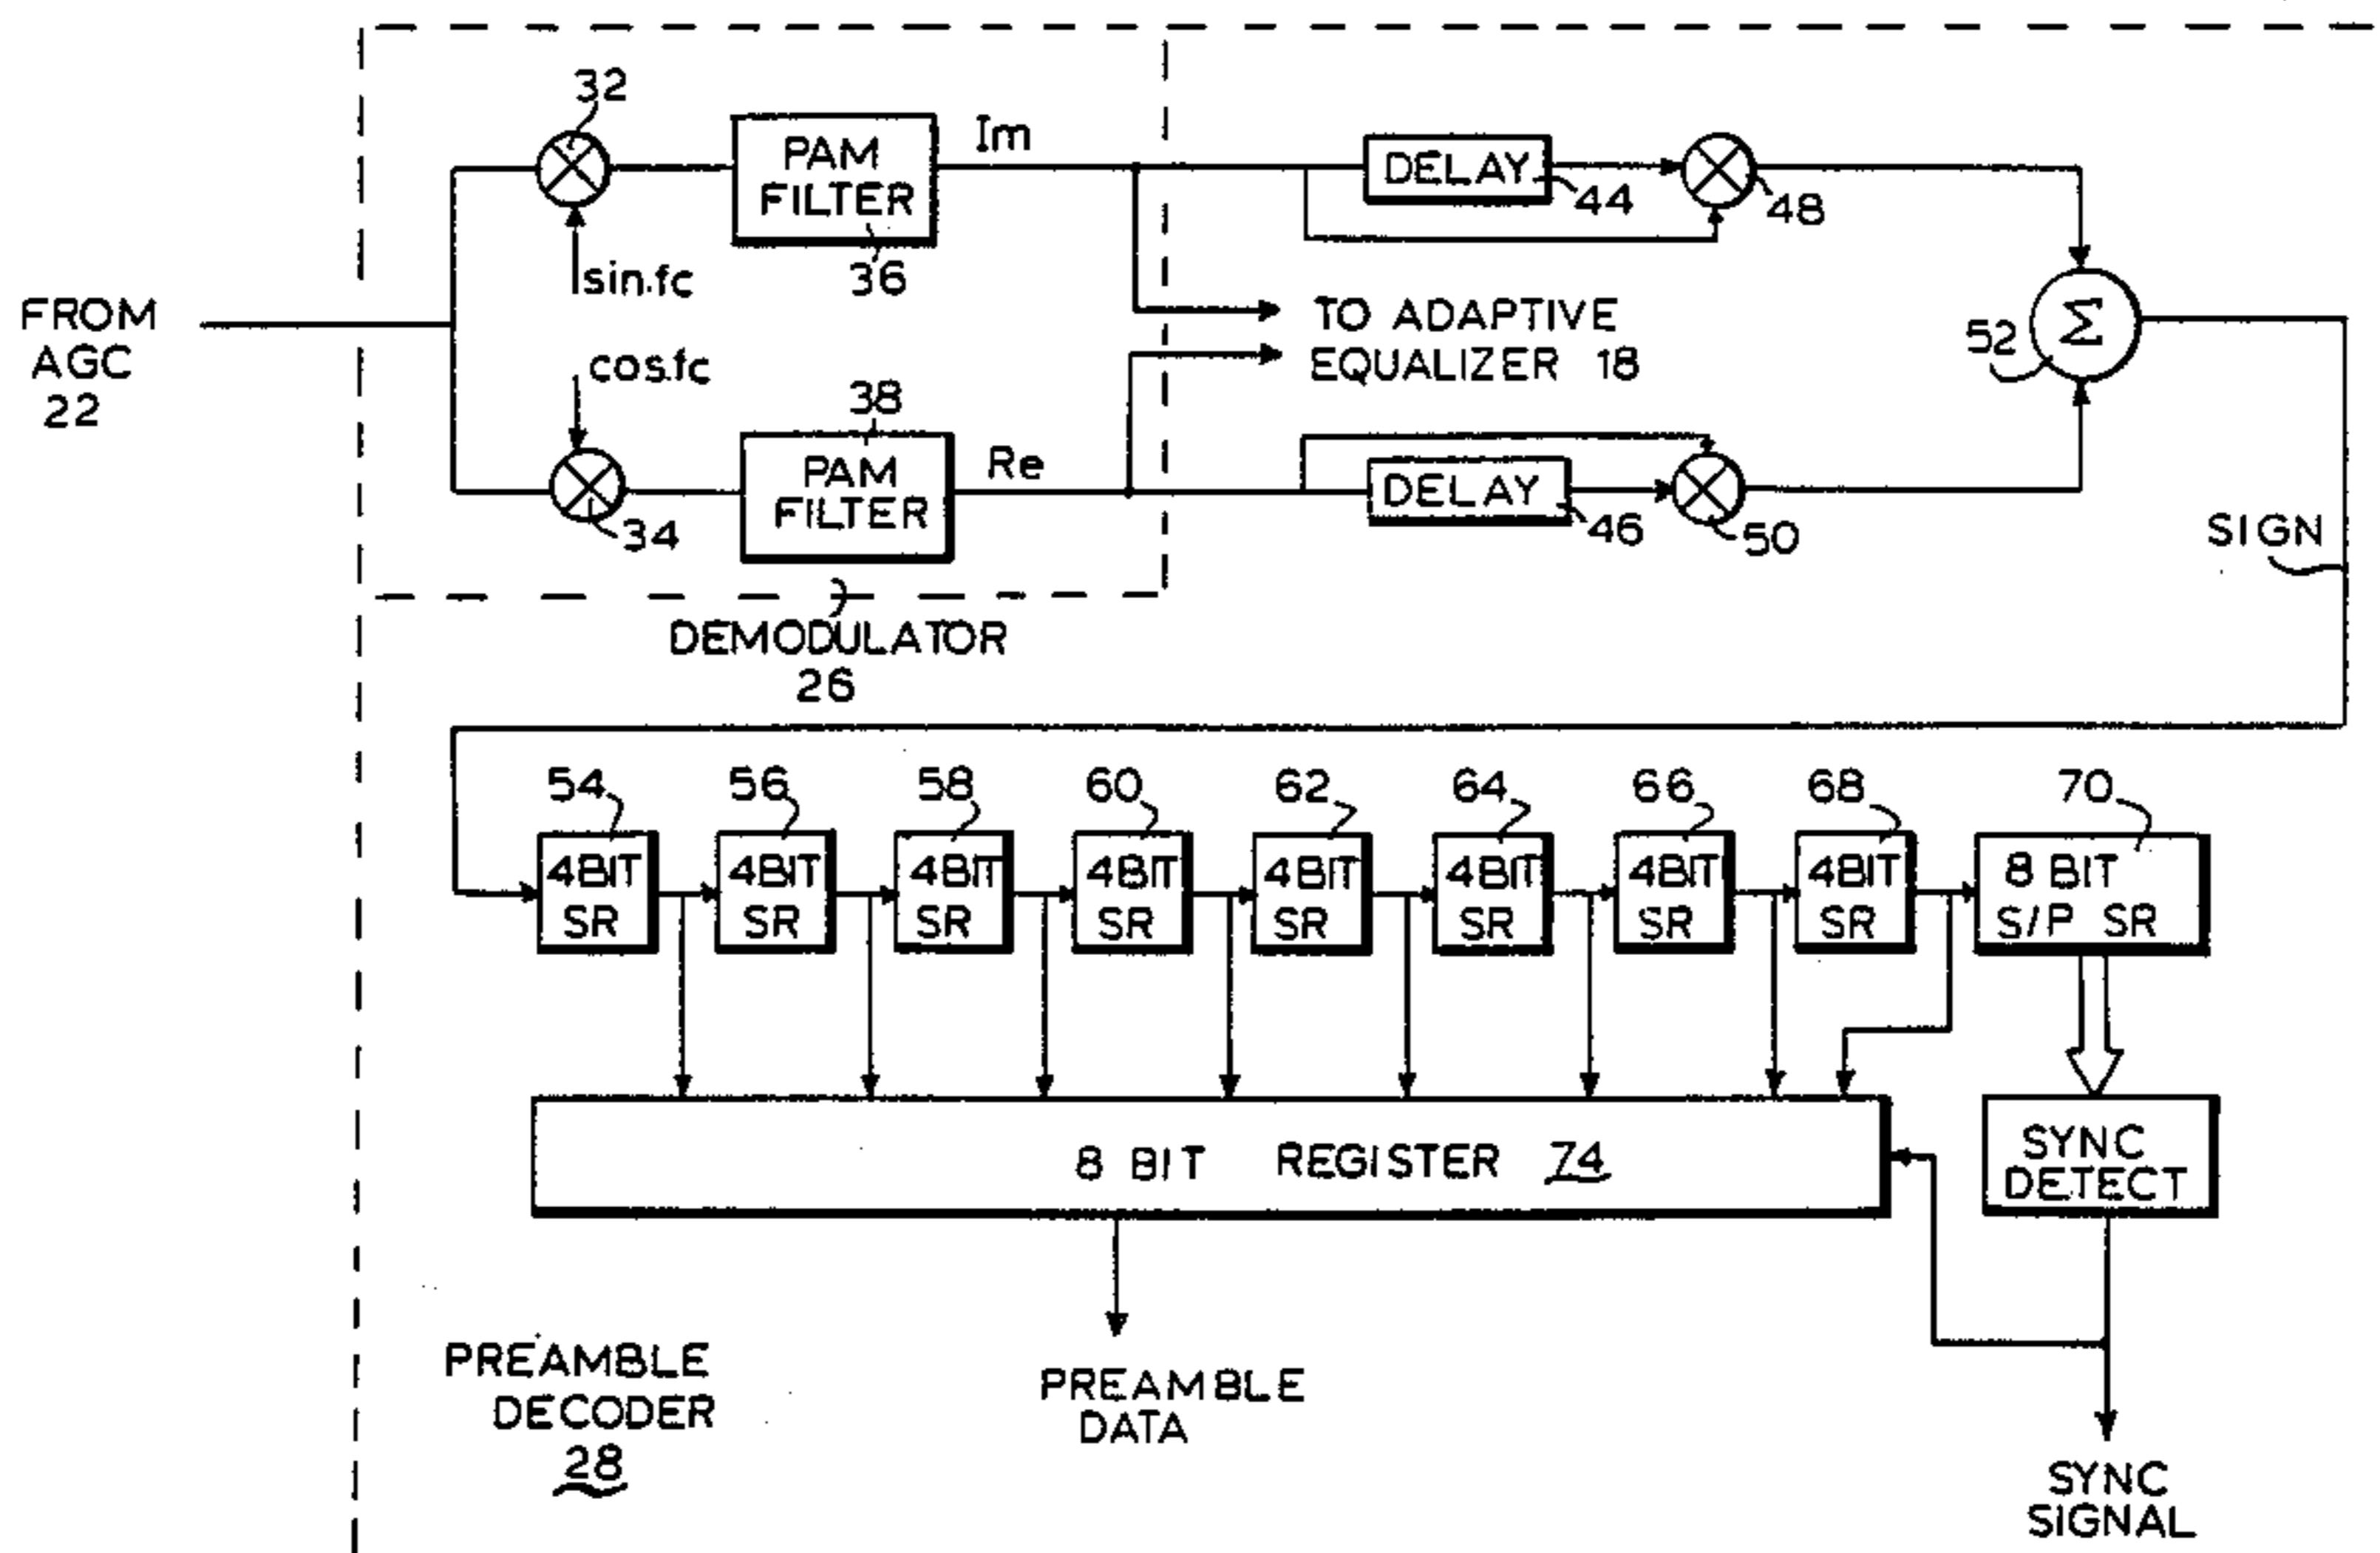 32
PAM
FILTER
Im
36
sin.fc
DELAY
44
48
FROM
AGC
22
TO ADAPTIVE
EQUALIZER 18
52
Σ
cos.fc
38
PAM
FILTER
Re
34
DELAY
46
50
SIGN
DEMODULATOR
26
54
56
58
60
62
64
66
68
70
4BIT
SR
4BIT
SR
4BIT
SR
4BIT
SR
4BIT
SR
4BIT
SR
4BIT
SR
4BIT
SR
8 BIT
S/P SR
8 BIT REGISTER 74
SYNC
DETECT
PREAMBLE
DECODER
28
PREAMBLE
DATA
SYNC
SIGNAL